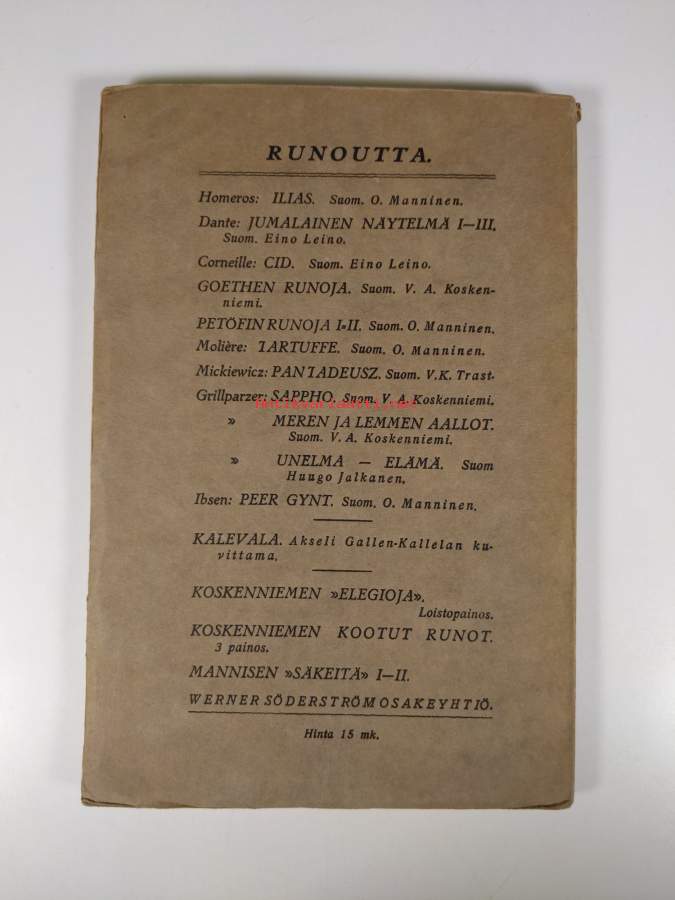 RUNOUTTA.
Homeros: ILIAS. Suom. O. Manninen.
Dante: JUMALAINEN NÄYTELMÄ I—III.
Suom. Eino Leino.
Corneille: CID. Suom. Eino Leino.
GOETHEN RUNOJA. Suom. V. A. Kosken-
niemi.
PETÖFIN RUNOJA I-II. Suom. O. Manninen.
Molière: TARTUFFE. Suom. O. Manninen.
Mickiewicz: PAN TADEUSZ. Suom. V. K. Trast.
Grillparzer: SAPPHO. Suom. V. A. Koskenniemi.
» MEREN JA LEMMEN AALLOT.
Suom. V. A. Koskenniemi.
» UNELMA — ELÄMÄ. Suom
Huugo Jalkanen.
Ibsen: PEER GYNT. Suom. O. Manninen.
KALEVALA. Akseli Gallen-Kallelan ku-
vittama.
KOSKENNIEMEN »ELEGIOJA».
Loistopainos.
KOSKENNIEMEN KOOTUT RUNOT.
3 painos.
MANNISEN »SÄKEITÄ» I—II.
WERNER SÖDERSTRÖM OSAKEYHTIÖ.
Hinta 15 mk.